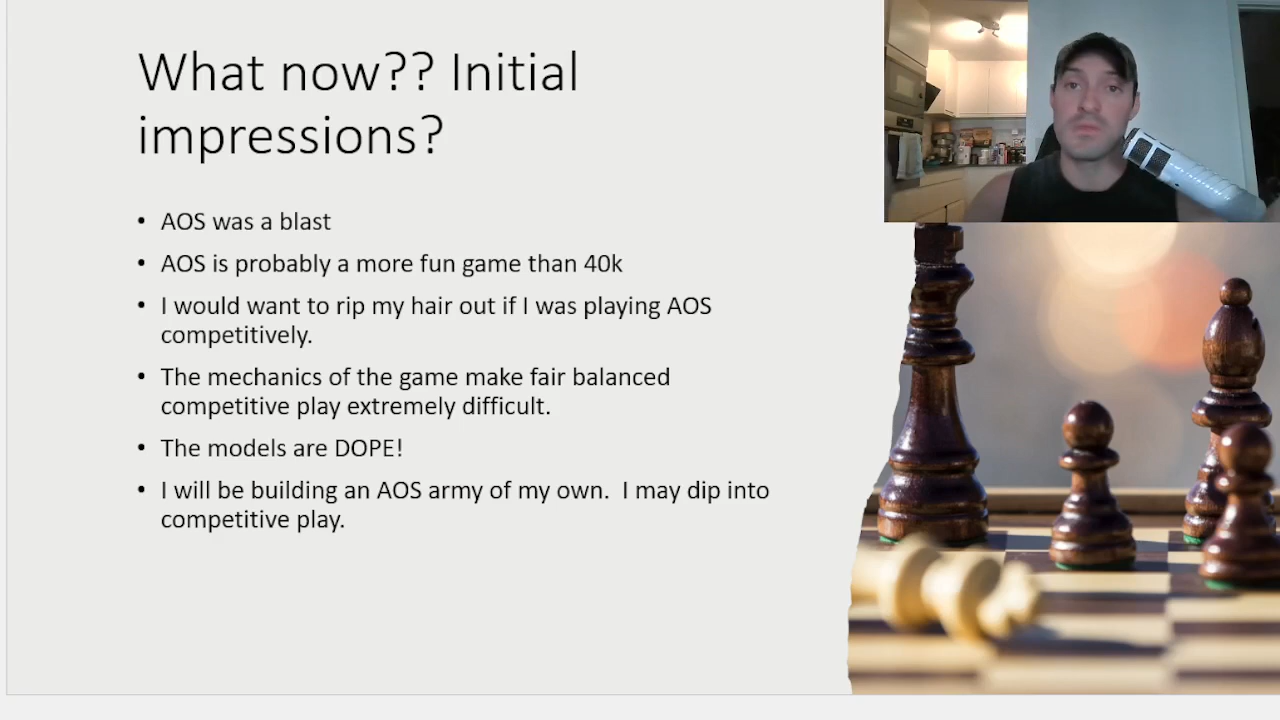 What now?? Initial
impressions?
• AOS was a blast
• AOS is probably a more fun game than 40k
• I would want to rip my hair out if I was playing AOS
competitively.
• The mechanics of the game make fair balanced
competitive play extremely difficult.
• The models are DOPE!
• I will be building an AOS army of my own.  I may dip into
competitive play.